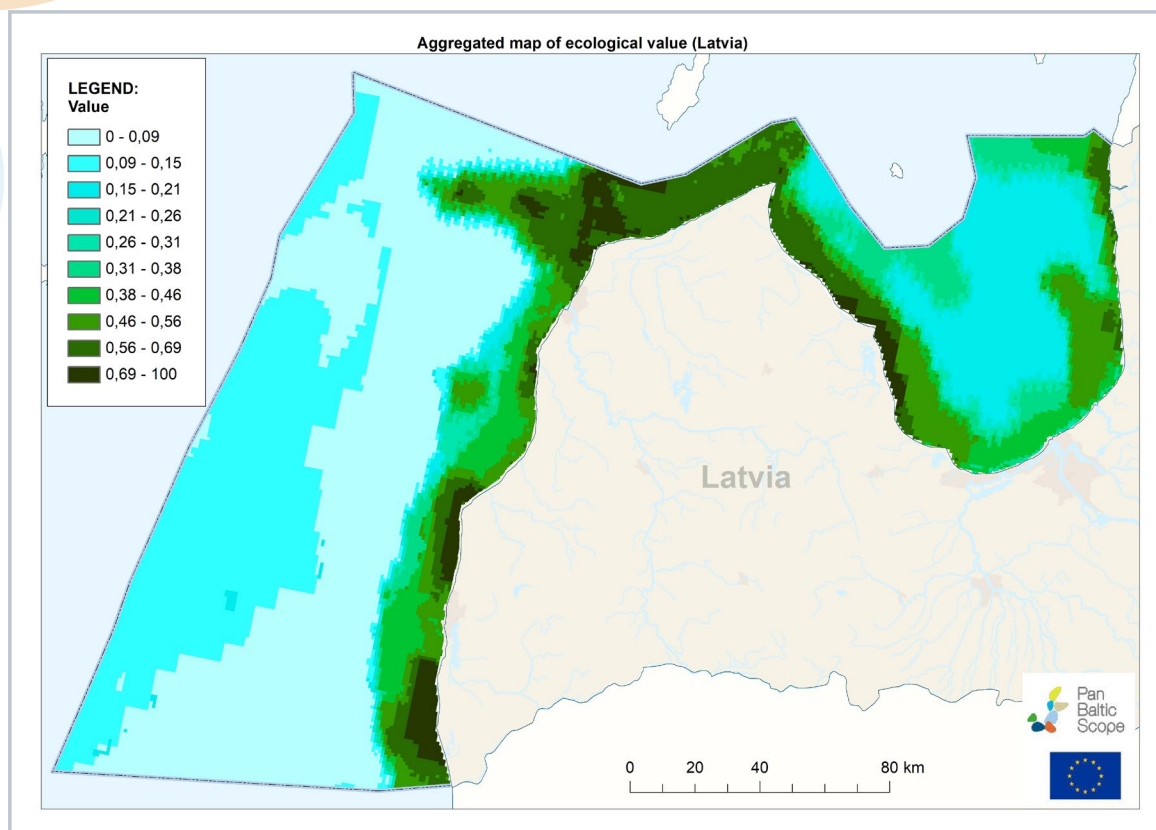 Aggregated map of ecological value (Latvia)
LEGEND:
Value
0 - 0,09
0,09 - 0,15
0,15 - 0,21
0,21 - 0,26
0,26 - 0,31
0,31 - 0,38
0,38 - 0,46
0,46 - 0,56
0,56 - 0,69
0,69 - 100
Latvia
Pan
Baltic
Scope
0 20 40 80 km